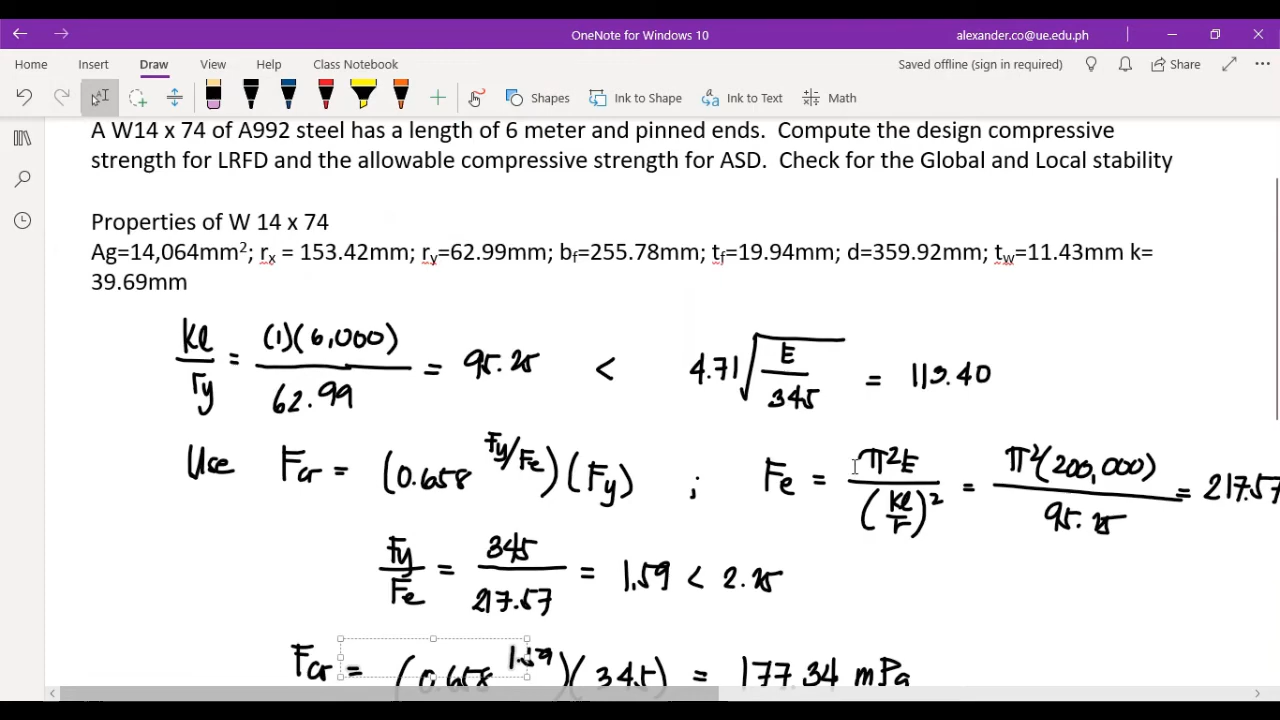 OneNote for Windows 10
alexander.co@ue.edu.ph
Home Insert Draw View Help Class Notebook
Saved offline (sign in required) Share
Shapes Ink to Shape Ink to Text Math
A W14 x 74 of A992 steel has a length of 6 meter and pinned ends. Compute the design compressive
strength for LRFD and the allowable compressive strength for ASD. Check for the Global and Local stability
Properties of W 14 x 74
Ag=14,064mm²; rx = 153.42mm; ry=62.99mm; bf=255.78mm; tf=19.94mm; d=359.92mm; tw=11.43mm k=
39.69mm
Kl/ry = (1)(6,000)/62.99 = 95.25 < 4.71√(E/345) = 113.40
Use Fcr = (0.658^Fy/Fe)(Fy) ; Fe = π²E/(Kl/r)² = π²(200,000)/95.25 = 217.57
Fy/Fe = 345/217.57 = 1.59 < 2.25
Fcr = (0.658^1.59)(345) = 177.34 mPa